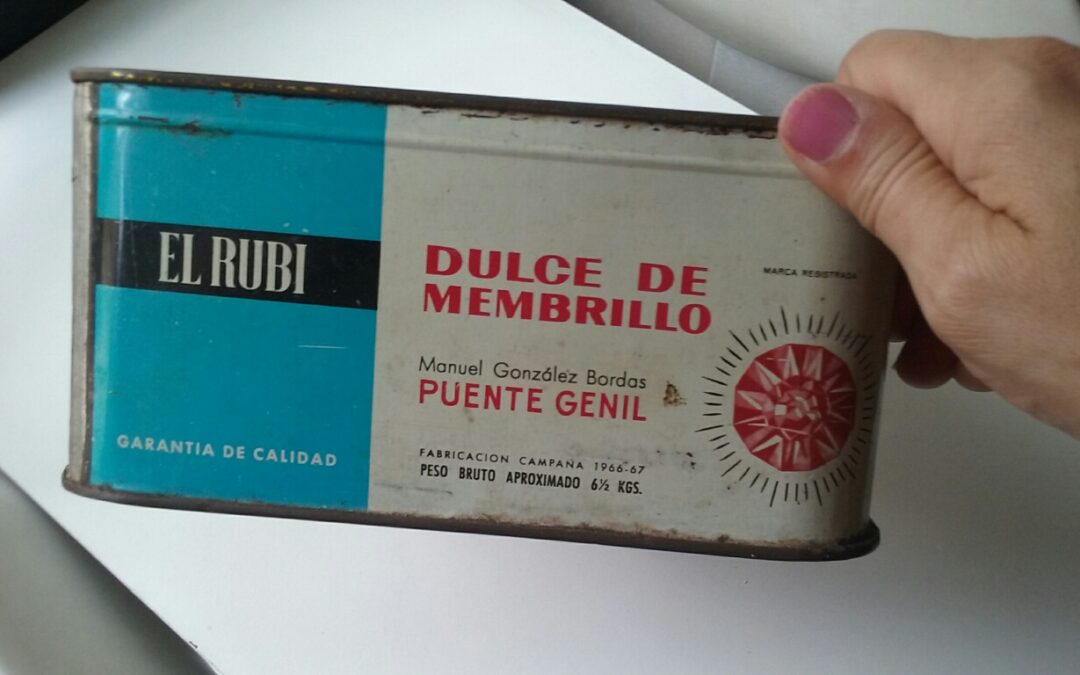 EL RUBI
GARANTIA DE CALIDAD
DULCE DE
MEMBRILLO
MARCA REGISTRADA
Manuel González Bordas
PUENTE GENIL
FABRICACION CAMPAÑA 1966-67
PESO BRUTO APROXIMADO 6½ KGS.